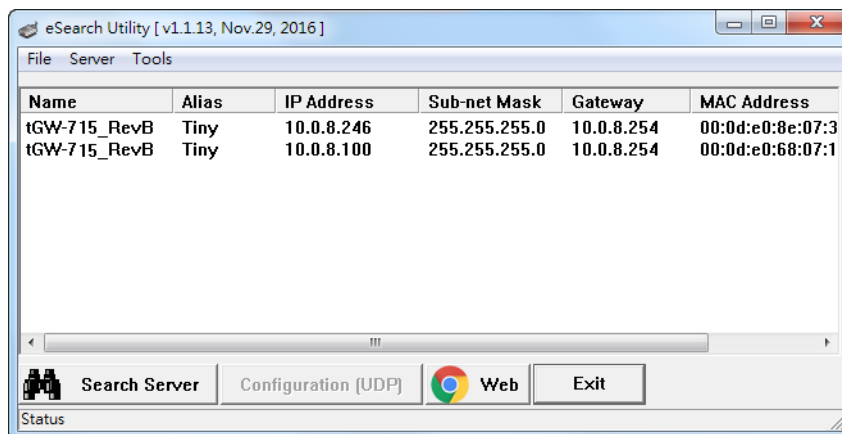 eSearch Utility [ v1.1.13, Nov.29, 2016 ]
File Server Tools
Name Alias IP Address Sub-net Mask Gateway MAC Address
tGW-715_RevB Tiny 10.0.8.246 255.255.255.0 10.0.8.254 00:0d:e0:8e:07:3
tGW-715_RevB Tiny 10.0.8.100 255.255.255.0 10.0.8.254 00:0d:e0:68:07:1
Search Server Configuration (UDP) Web Exit
Status